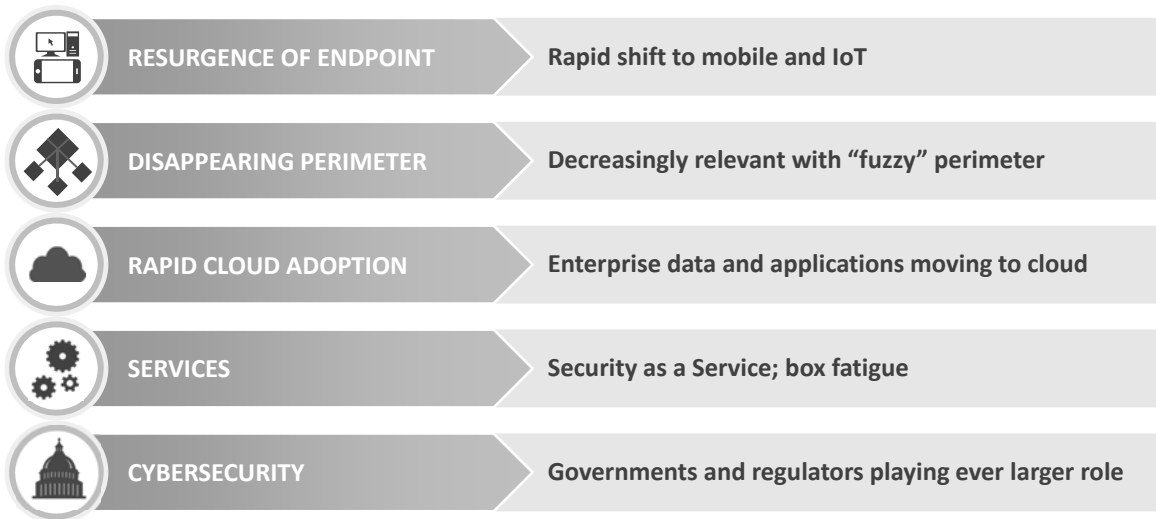 RESURGENCE OF ENDPOINT
Rapid shift to mobile and IoT
DISAPPEARING PERIMETER
Decreasingly relevant with “fuzzy” perimeter
RAPID CLOUD ADOPTION
Enterprise data and applications moving to cloud
SERVICES
Security as a Service; box fatigue
CYBERSECURITY
Governments and regulators playing ever larger role